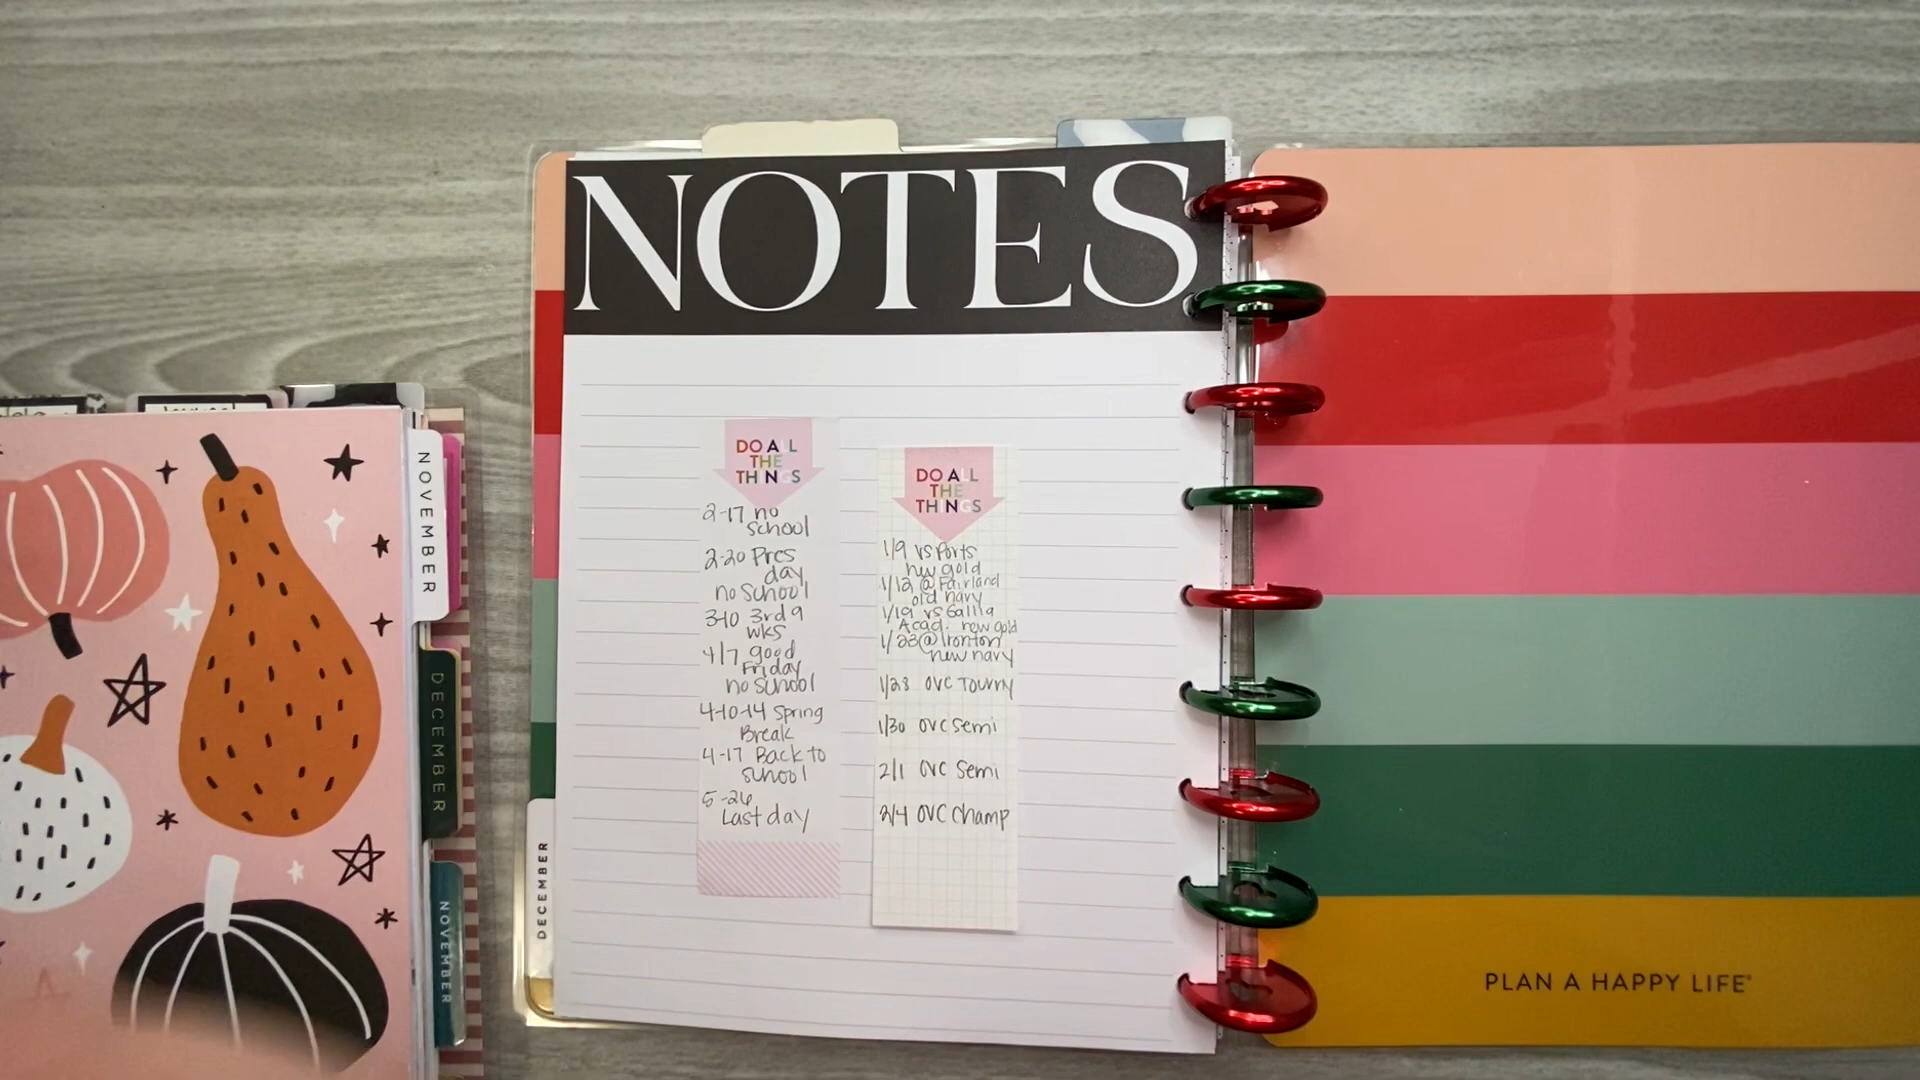 NOTES
DO ALL
THE
THINGS
2-17 no
school
2-20 Pres
day
no School
3-10 3rd 9
wks
4/7 good
Friday
no school
4-10-14 Spring
Break
4-17 Back to
school
5-26
Last day
DO ALL
THE
THINGS
1/9 vs Ports
new gold
1/12 @ Fairland
old navy
1/19 vs Gallia
Acad. new gold
1/23 @ Ironton
new navy
1/28 OVC Tourny
1/30 OVC Semi
2/1 OVC Semi
2/4 OVC Champ
NOVEMBER
DECEMBER
NOVEMBER
DECEMBER
PLAN A HAPPY LIFE®